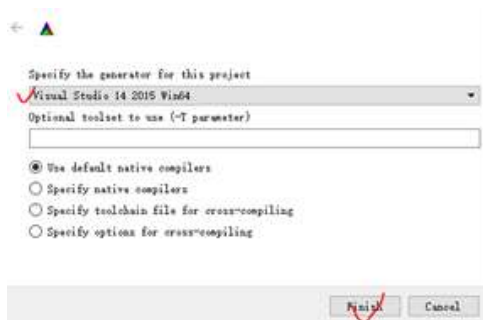 Specify the generator for this project
Visual Studio 14 2015 Win64
Optional toolset to use (-T parameter)
Use default native compilers
Specify native compilers
Specify toolchain file for cross-compiling
Specify options for cross-compiling
Finish Cancel